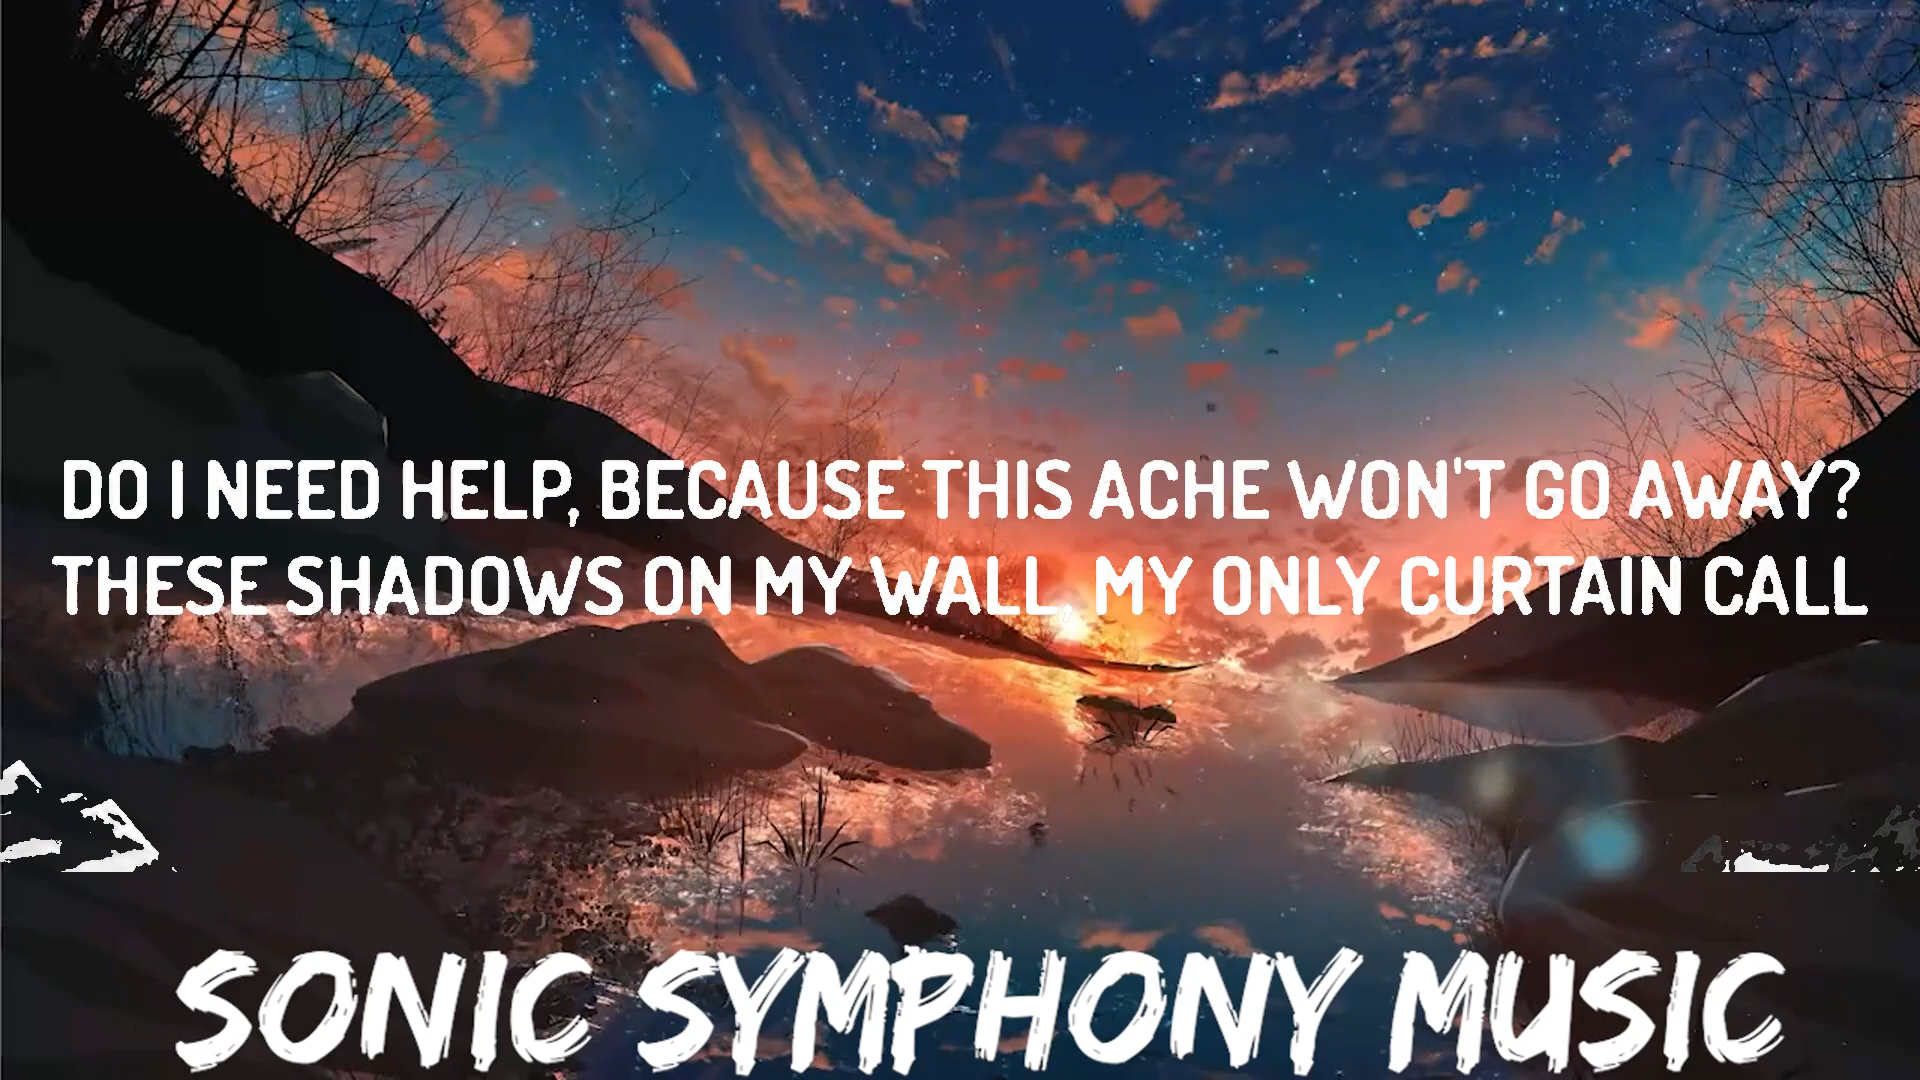 DO I NEED HELP, BECAUSE THIS ACHE WON'T GO AWAY?
THESE SHADOWS ON MY WALL, MY ONLY CURTAIN CALL
SONIC SYMPHONY MUSIC